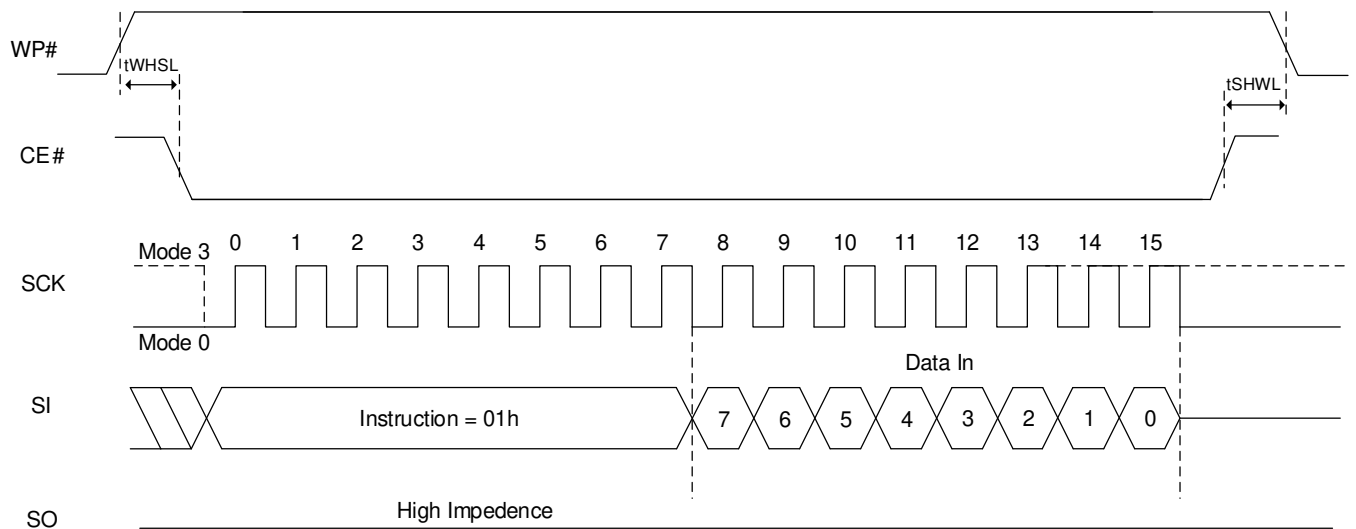 WP#
tWHSL
tSHWL
CE#
Mode 3
0 1 2 3 4 5 6 7 8 9 10 11 12 13 14 15
SCK
Mode 0
Data In
SI
Instruction = 01h
7 6 5 4 3 2 1 0
High Impedence
SO